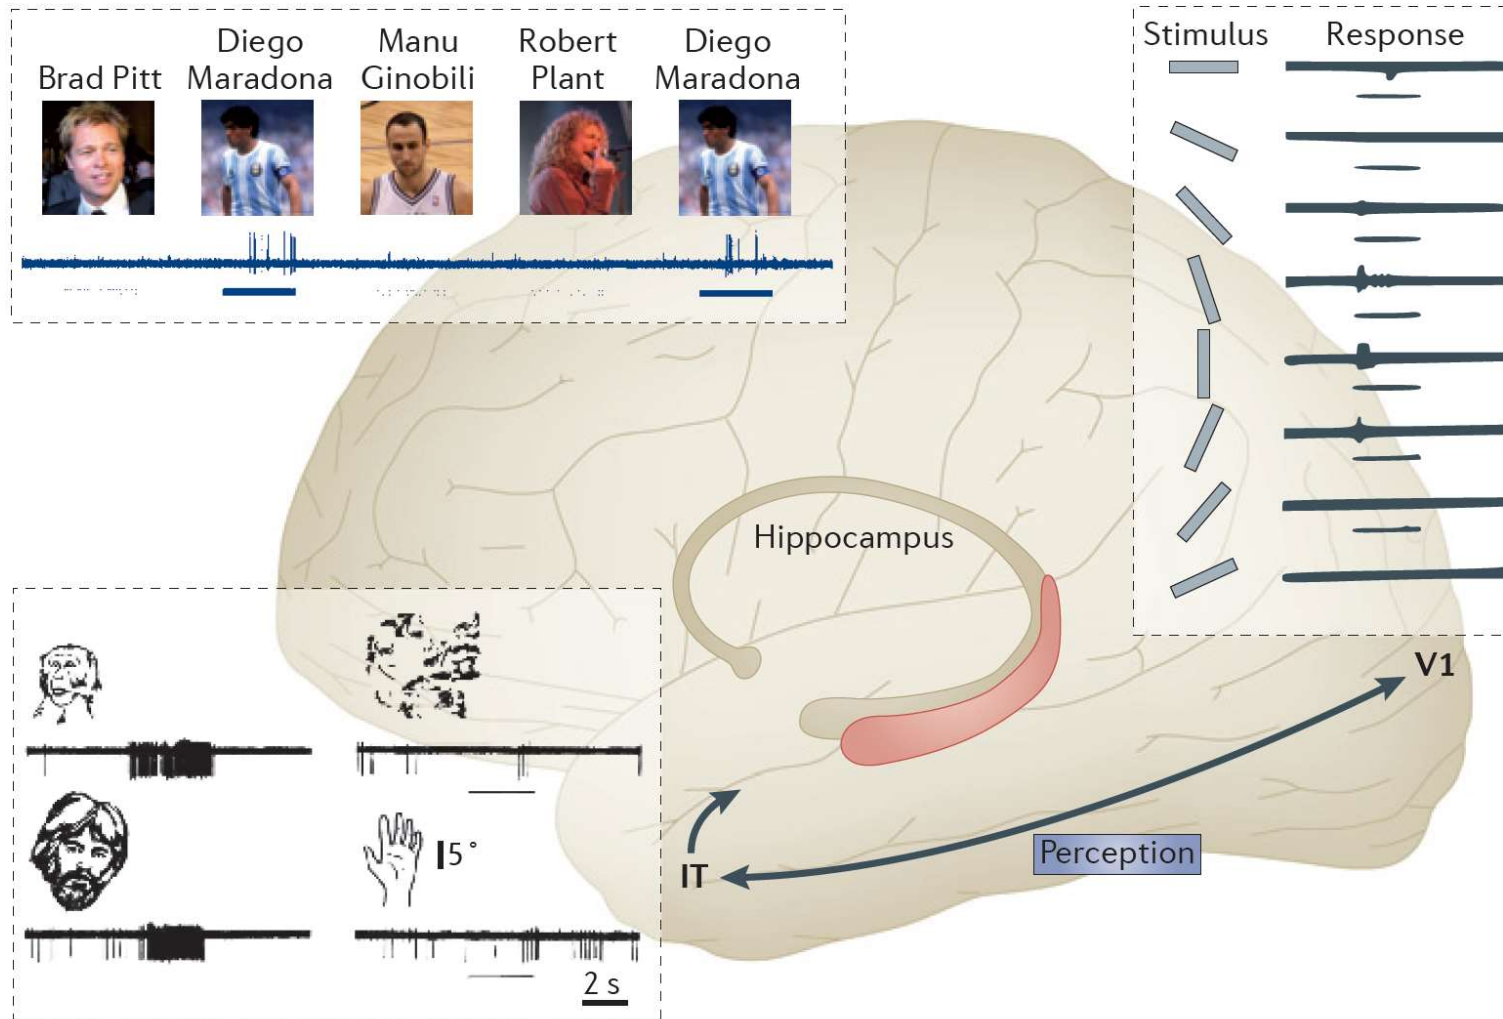 Brad Pitt
Diego
Maradona
Manu
Ginobili
Robert
Plant
Diego
Maradona
Stimulus
Response
Hippocampus
V1
IT
Perception
5°
2 s